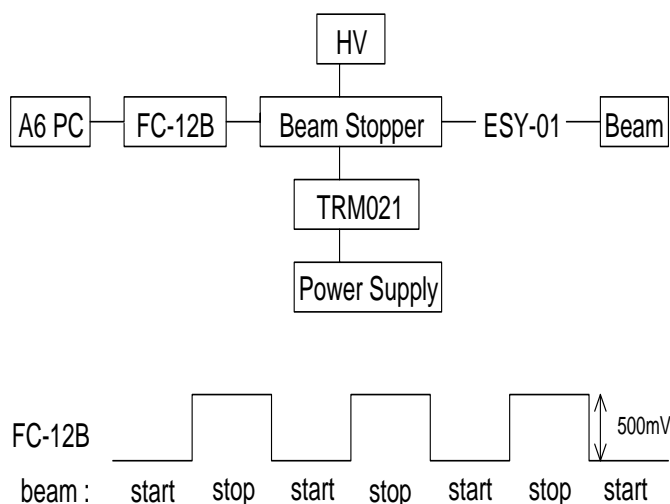 HV
A6 PC FC-12B Beam Stopper ESY-01 Beam
TRM021
Power Supply
FC-12B 500mV
beam : start stop start stop start stop start